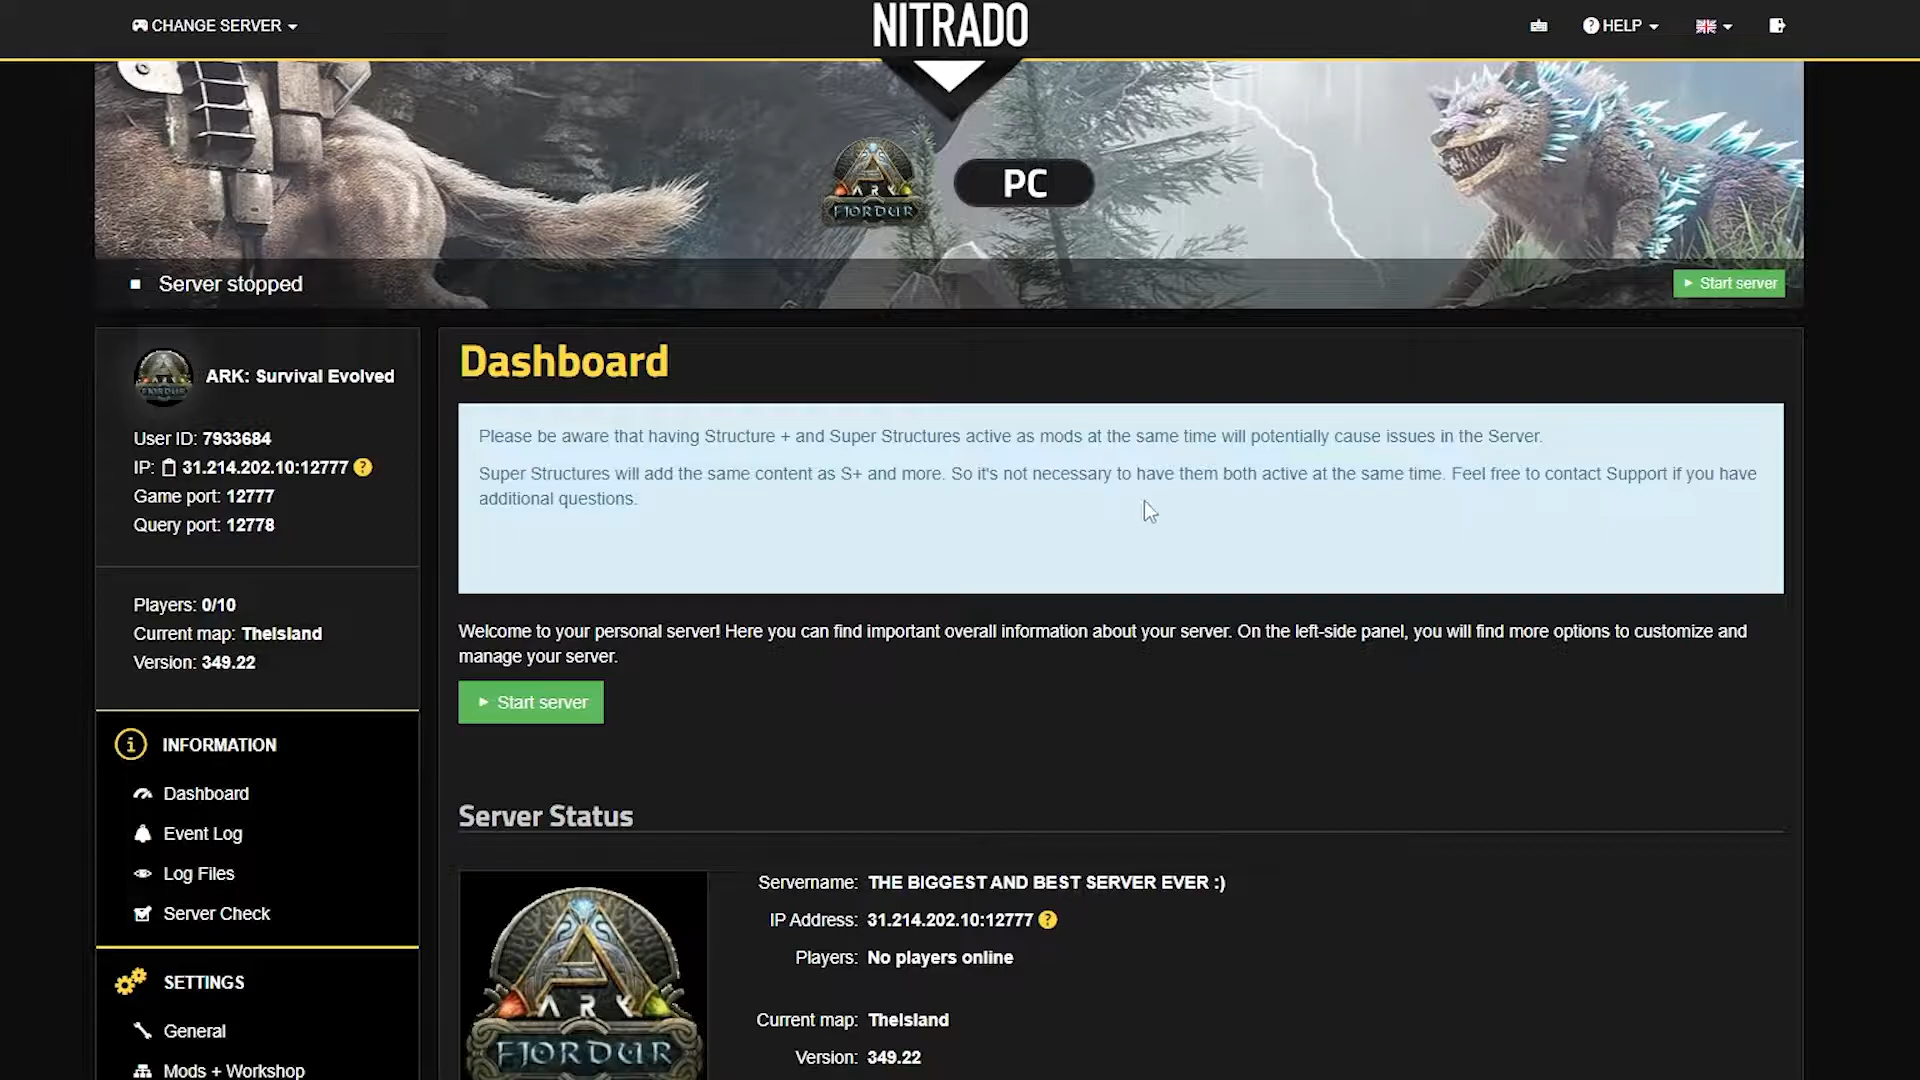 CHANGE SERVER
NITRADO
HELP
ARK
FJORDUR
PC
Server stopped
Start server
ARK: Survival Evolved
User ID: 7933684
IP: 31.214.202.10:12777 ?
Game port: 12777
Query port: 12778
Players: 0/10
Current map: TheIsland
Version: 349.22
INFORMATION
Dashboard
Event Log
Log Files
Server Check
SETTINGS
General
Mods + Workshop
Dashboard
Please be aware that having Structure + and Super Structures active as mods at the same time will potentially cause issues in the Server.
Super Structures will add the same content as S+ and more. So it's not necessary to have them both active at the same time. Feel free to contact Support if you have
additional questions.
Welcome to your personal server! Here you can find important overall information about your server. On the left-side panel, you will find more options to customize and
manage your server.
Start server
Server Status
ARK
FJORDUR
Servername: THE BIGGEST AND BEST SERVER EVER :)
IP Address: 31.214.202.10:12777 ?
Players: No players online
Current map: TheIsland
Version: 349.22